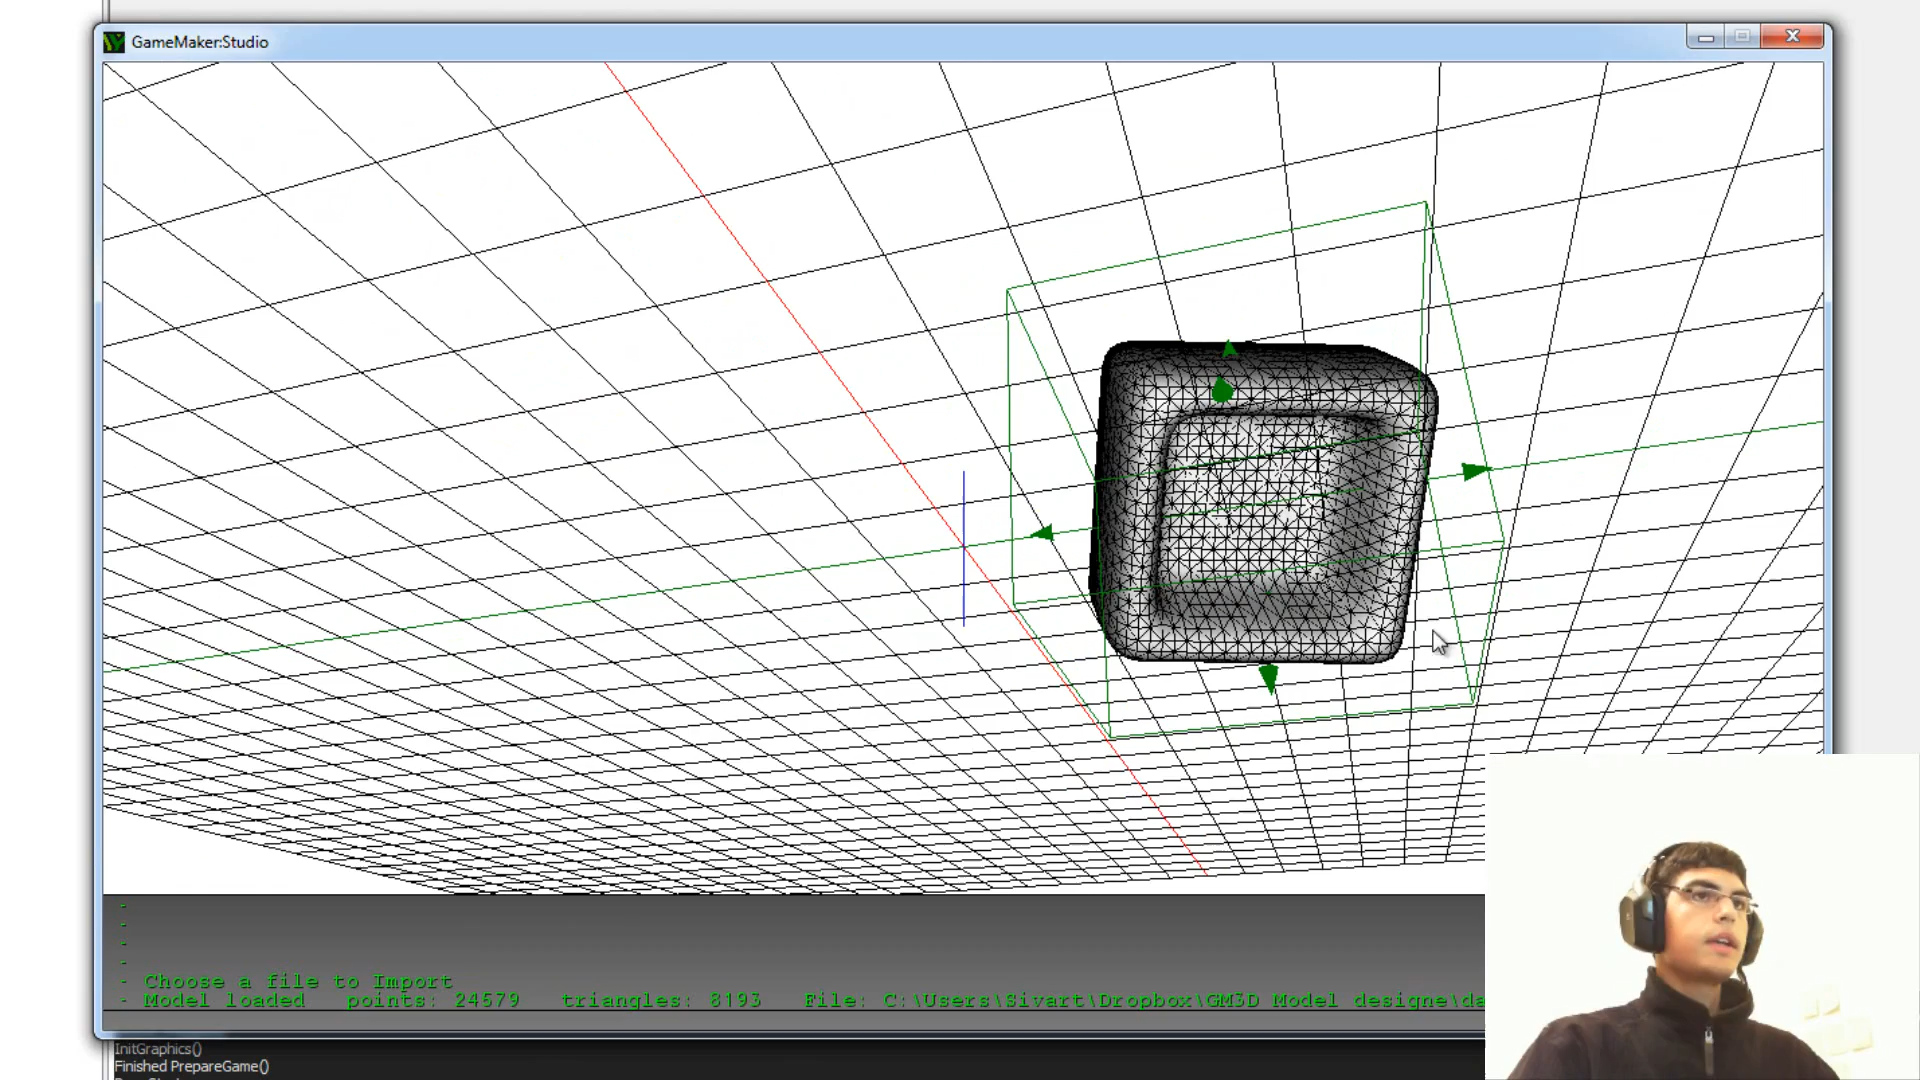 GameMaker:Studio
-
-
-
-
- Choose a file to Import
- Model loaded points: 24579 triangles: 8193 File: C:\Users\Sivart\Dropbox\GM3D Model designe\da
InitGraphics()
Finished PrepareGame()